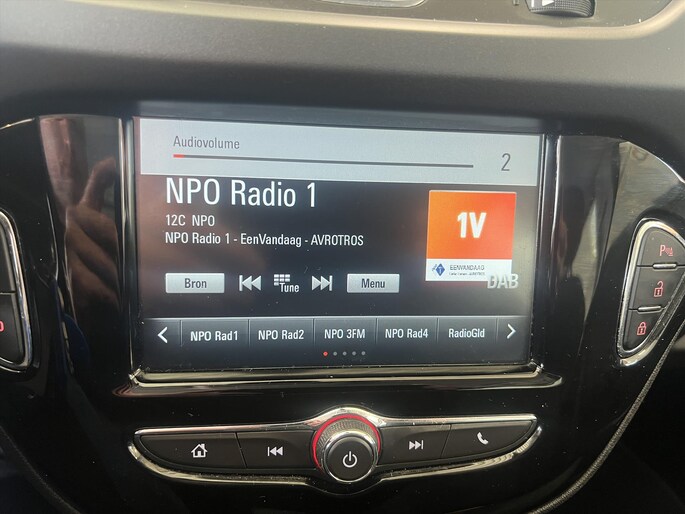 Audiovolume
2
NPO Radio 1
12C NPO
NPO Radio 1 - EenVandaag - AVROTROS
1V
EENVANDAAG
DAB
Bron
Tune
Menu
NPO Rad1
NPO Rad2
NPO 3FM
NPO Rad4
RadioGld